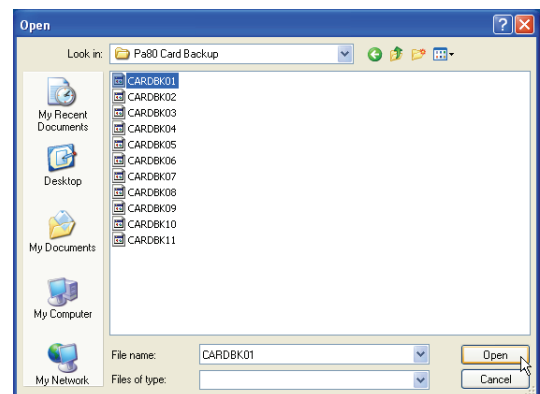 Open
Look in: Pa80 Card Backup
My Recent
Documents
Desktop
My Documents
My Computer
My Network
CARDBK01
CARDBK02
CARDBK03
CARDBK04
CARDBK05
CARDBK06
CARDBK07
CARDBK08
CARDBK09
CARDBK10
CARDBK11
File name: CARDBK01 Open
Files of type: Cancel